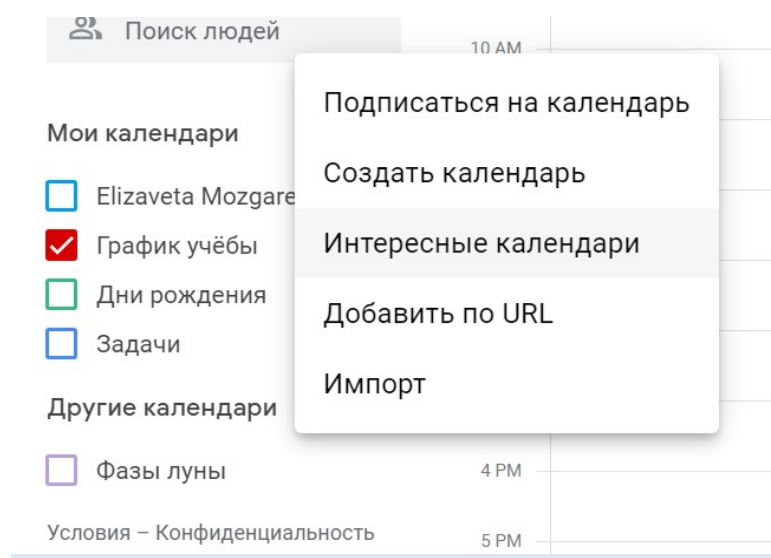 Поиск людей
10 AM
Подписаться на календарь
Мои календари
Создать календарь
Elizaveta Mozgare
Интересные календари
График учёбы
Дни рождения
Добавить по URL
Задачи
Импорт
Другие календари
Фазы луны
4 PM
Условия – Конфиденциальность
5 PM